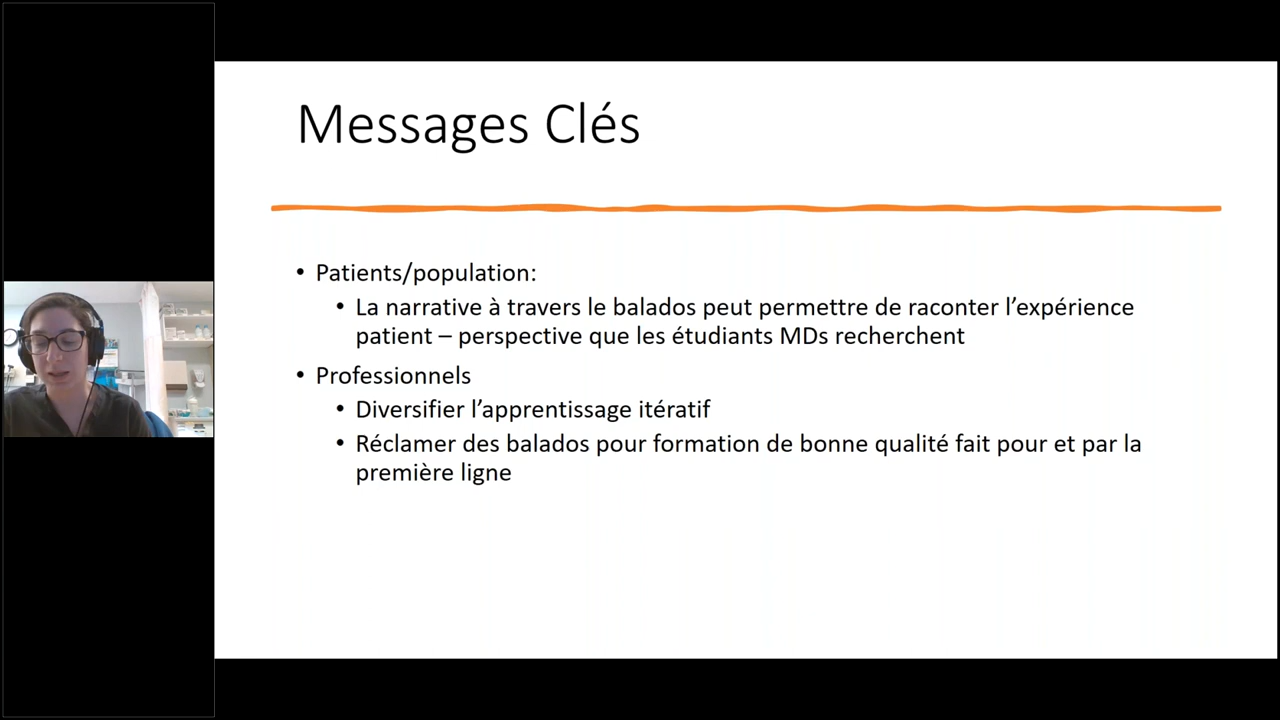 Messages Clés
• Patients/population:
• La narrative à travers le balados peut permettre de raconter l’expérience
patient – perspective que les étudiants MDs recherchent
• Professionnels
• Diversifier l’apprentissage itératif
• Réclamer des balados pour formation de bonne qualité fait pour et par la
première ligne